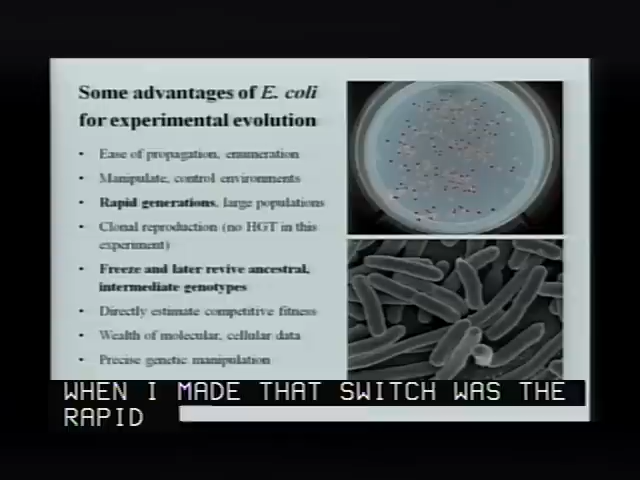 Some advantages of E. coli
for experimental evolution
• Ease of propagation, enumeration
• Manipulate, control environments
• Rapid generations, large populations
• Clonal reproduction (no HGT in this
experiment)
• Freeze and later revive ancestral,
intermediate genotypes
• Directly estimate competitive fitness
• Wealth of molecular, cellular data
• Precise genetic manipulation
WHEN I MADE THAT SWITCH WAS THE
RAPID